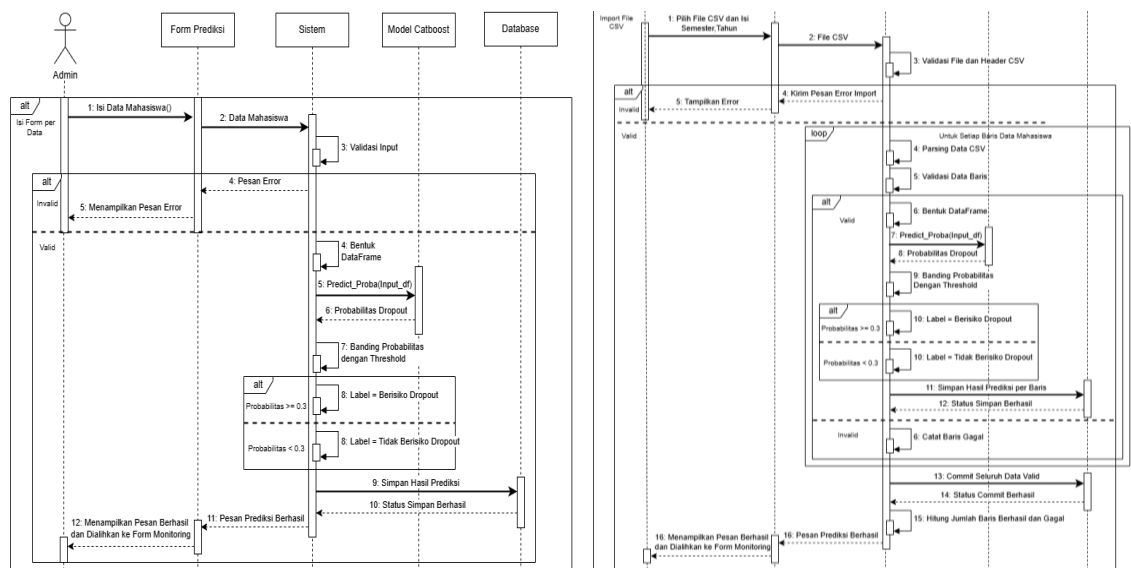 Admin
Form Prediksi
Sistem
Model Catboost
Database
alt
Isi Form per
Data
1: Isi Data Mahasiswa()
2: Data Mahasiswa
3: Validasi Input
alt
Invalid
4: Pesan Error
5: Menampilkan Pesan Error
Valid
4: Bentuk
DataFrame
5: Predict_Proba(Input_df)
6: Probabilitas Dropout
7: Banding Probabilitas
dengan Threshold
alt
Probabilitas >= 0.3
8: Label = Berisiko Dropout
Probabilitas < 0.3
8: Label = Tidak Berisiko Dropout
9: Simpan Hasil Prediksi
10: Status Simpan Berhasil
11: Pesan Prediksi Berhasil
12: Menampilkan Pesan Berhasil
dan Dialihkan ke Form Monitoring
Import File
CSV
1: Pilih File CSV dan Isi
Semester,Tahun
2: File CSV
3: Validasi File dan Header CSV
alt
Invalid
4: Kirim Pesan Error Import
5: Tampilkan Error
Valid
loop
Untuk Setiap Baris Data Mahasiswa
4: Parsing Data CSV
5: Validasi Data Baris
alt
Valid
6: Bentuk DataFrame
7: Predict_Proba(Input_df)
8: Probabilitas Dropout
9: Banding Probabilitas
Dengan Threshold
alt
Probabilitas >= 0.3
10: Label = Berisiko Dropout
Probabilitas < 0.3
10: Label = Tidak Berisiko Dropout
11: Simpan Hasil Prediksi per Baris
12: Status Simpan Berhasil
Invalid
6: Catat Baris Gagal
13: Commit Seluruh Data Valid
14: Status Commit Berhasil
15: Hitung Jumlah Baris Berhasil dan Gagal
16: Pesan Prediksi Berhasil
16: Menampilkan Pesan Berhasil
dan Dialihkan ke Form Monitoring